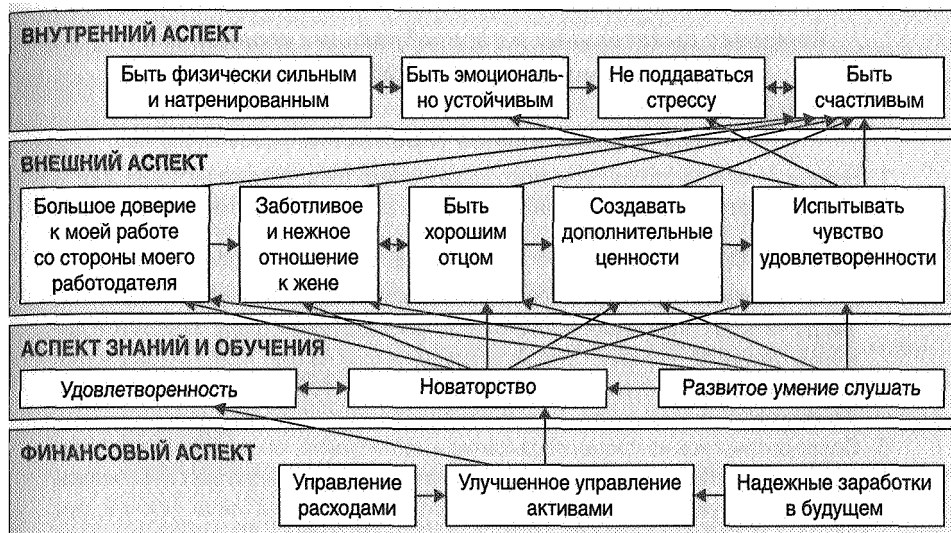 ВНУТРЕННИЙ АСПЕКТ
Быть физически сильным
и натренированным
Быть эмоциональ-
но устойчивым
Не поддаваться
стрессу
Быть
счастливым
ВНЕШНИЙ АСПЕКТ
Большое доверие
к моей работе
со стороны моего
работодателя
Заботливое
и нежное
отношение
к жене
Быть
хорошим
отцом
Создавать
дополнительные
ценности
Испытывать
чувство
удовлетворенности
АСПЕКТ ЗНАНИЙ И ОБУЧЕНИЯ
Удовлетворенность
Новаторство
Развитое умение слушать
ФИНАНСОВЫЙ АСПЕКТ
Управление
расходами
Улучшенное управление
активами
Надежные заработки
в будущем